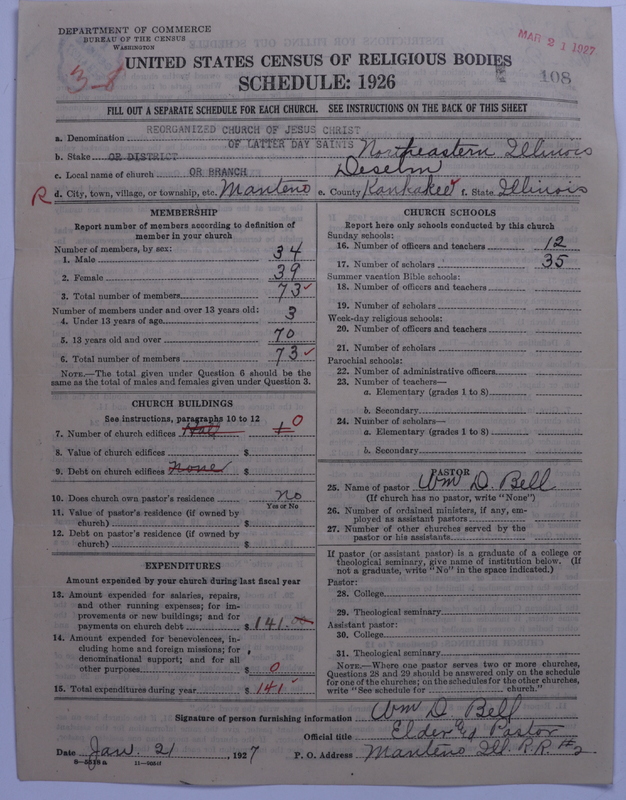 DEPARTMENT OF COMMERCE
BUREAU OF THE CENSUS
WASHINGTON
MAR 21 1927
3-8
UNITED STATES CENSUS OF RELIGIOUS BODIES
SCHEDULE: 1926
108
FILL OUT A SEPARATE SCHEDULE FOR EACH CHURCH. SEE INSTRUCTIONS ON THE BACK OF THIS SHEET
a. Denomination REORGANIZED CHURCH OF JESUS CHRIST
OF LATTER DAY SAINTS
b. Stake OR DISTRICT Northeastern Illinois
c. Local name of church OR BRANCH Deselm
R d. City, town, village, or township, etc. Manteno e. County Kankakee f. State Illinois
MEMBERSHIP
Report number of members according to definition of
member in your church
Number of members, by sex:
1. Male 34
2. Female 39
3. Total number of members 73 ✓
Number of members under and over 13 years old:
4. Under 13 years of age 3
5. 13 years old and over 70
6. Total number of members 73 ✓
NOTE.—The total given under Question 6 should be the
same as the total of males and females given under Question 3.
CHURCH BUILDINGS
See instructions, paragraphs 10 to 12
7. Number of church edifices Hall 1 0
8. Value of church edifices $
9. Debt on church edifices None $
10. Does church own pastor's residence no
Yes or No
11. Value of pastor's residence (if owned by
church) $
12. Debt on pastor's residence (if owned by
church) $
EXPENDITURES
Amount expended by your church during last fiscal year
13. Amount expended for salaries, repairs,
and other running expenses; for im-
provements or new buildings; and for
payments on church debt $ 141.00
14. Amount expended for benevolences, in-
cluding home and foreign missions; for
denominational support; and for all
other purposes $ 0
15. Total expenditures during year $ 141
CHURCH SCHOOLS
Report here only schools conducted by this church
Sunday schools:
16. Number of officers and teachers 12
17. Number of scholars 35
Summer vacation Bible schools:
18. Number of officers and teachers
19. Number of scholars
Week-day religious schools:
20. Number of officers and teachers
21. Number of scholars
Parochial schools:
22. Number of administrative officers
23. Number of teachers—
a. Elementary (grades 1 to 8)
b. Secondary
24. Number of scholars—
a. Elementary (grades 1 to 8)
b. Secondary
PASTOR
25. Name of pastor Wm D. Bell
(If church has no pastor, write "None")
26. Number of ordained ministers, if any, em-
ployed as assistant pastors
27. Number of other churches served by the
pastor or his assistants
If pastor (or assistant pastor) is a graduate of a college or
theological seminary, give name of institution below. (If
not a graduate, write "No" in the space indicated.)
Pastor:
28. College
29. Theological seminary
Assistant pastor:
30. College
31. Theological seminary
NOTE.—Where one pastor serves two or more churches,
Questions 28 and 29 should be answered only on the schedule
for one of the churches; on the schedules for the other churches,
write "See schedule for church."
Signature of person furnishing information Wm D. Bell
Official title Elder & Pastor
Date Jan. 21, 1927 P. O. Address Manteno Ill. R.R. #2
8-5518a 11-9054f